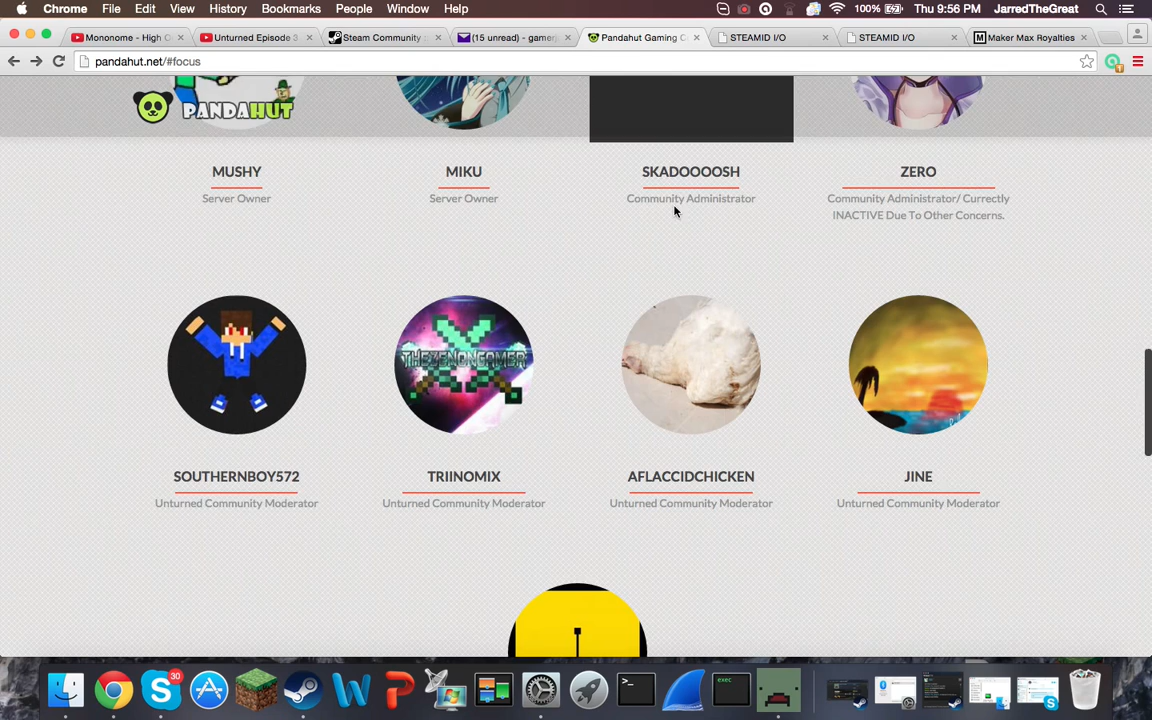 Chrome File Edit View History Bookmarks People Window Help 100% Thu 9:56 PM JarredTheGreat
Mononome - High O Unturned Episode 3 Steam Community :: (15 unread) - gamerj Pandahut Gaming C STEAMID I/O STEAMID I/O Maker Max Royalties
pandahut.net/#focus
PANDAHUT
MUSHY MIKU SKADOOOOSH ZERO
Server Owner Server Owner Community Administrator Community Administrator/ Currectly
INACTIVE Due To Other Concerns.
THEZENONGAMER
SOUTHERNBOY572 TRIINOMIX AFLACCIDCHICKEN JINE
Unturned Community Moderator Unturned Community Moderator Unturned Community Moderator Unturned Community Moderator
30
exec